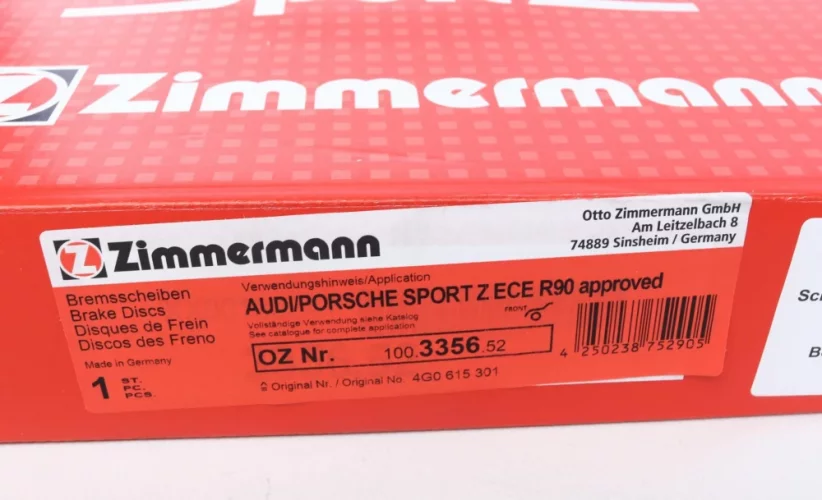 Zimmermann
Zimmermann
Otto Zimmermann GmbH
Am Leitzelbach 8
74889 Sinsheim / Germany
Bremsscheiben
Brake Discs
Disques de Frein
Discos des Freno
Made in Germany
1 ST.
PC.
PCS.
Verwendungshinweis/Application
AUDI/PORSCHE SPORT Z ECE R90 approved
Vollständige Verwendung siehe Katalog
See catalogue for complete application
FRONT
OZ Nr. 100.3356.52
4 250238 752905
Original Nr. / Original No. 4G0 615 301